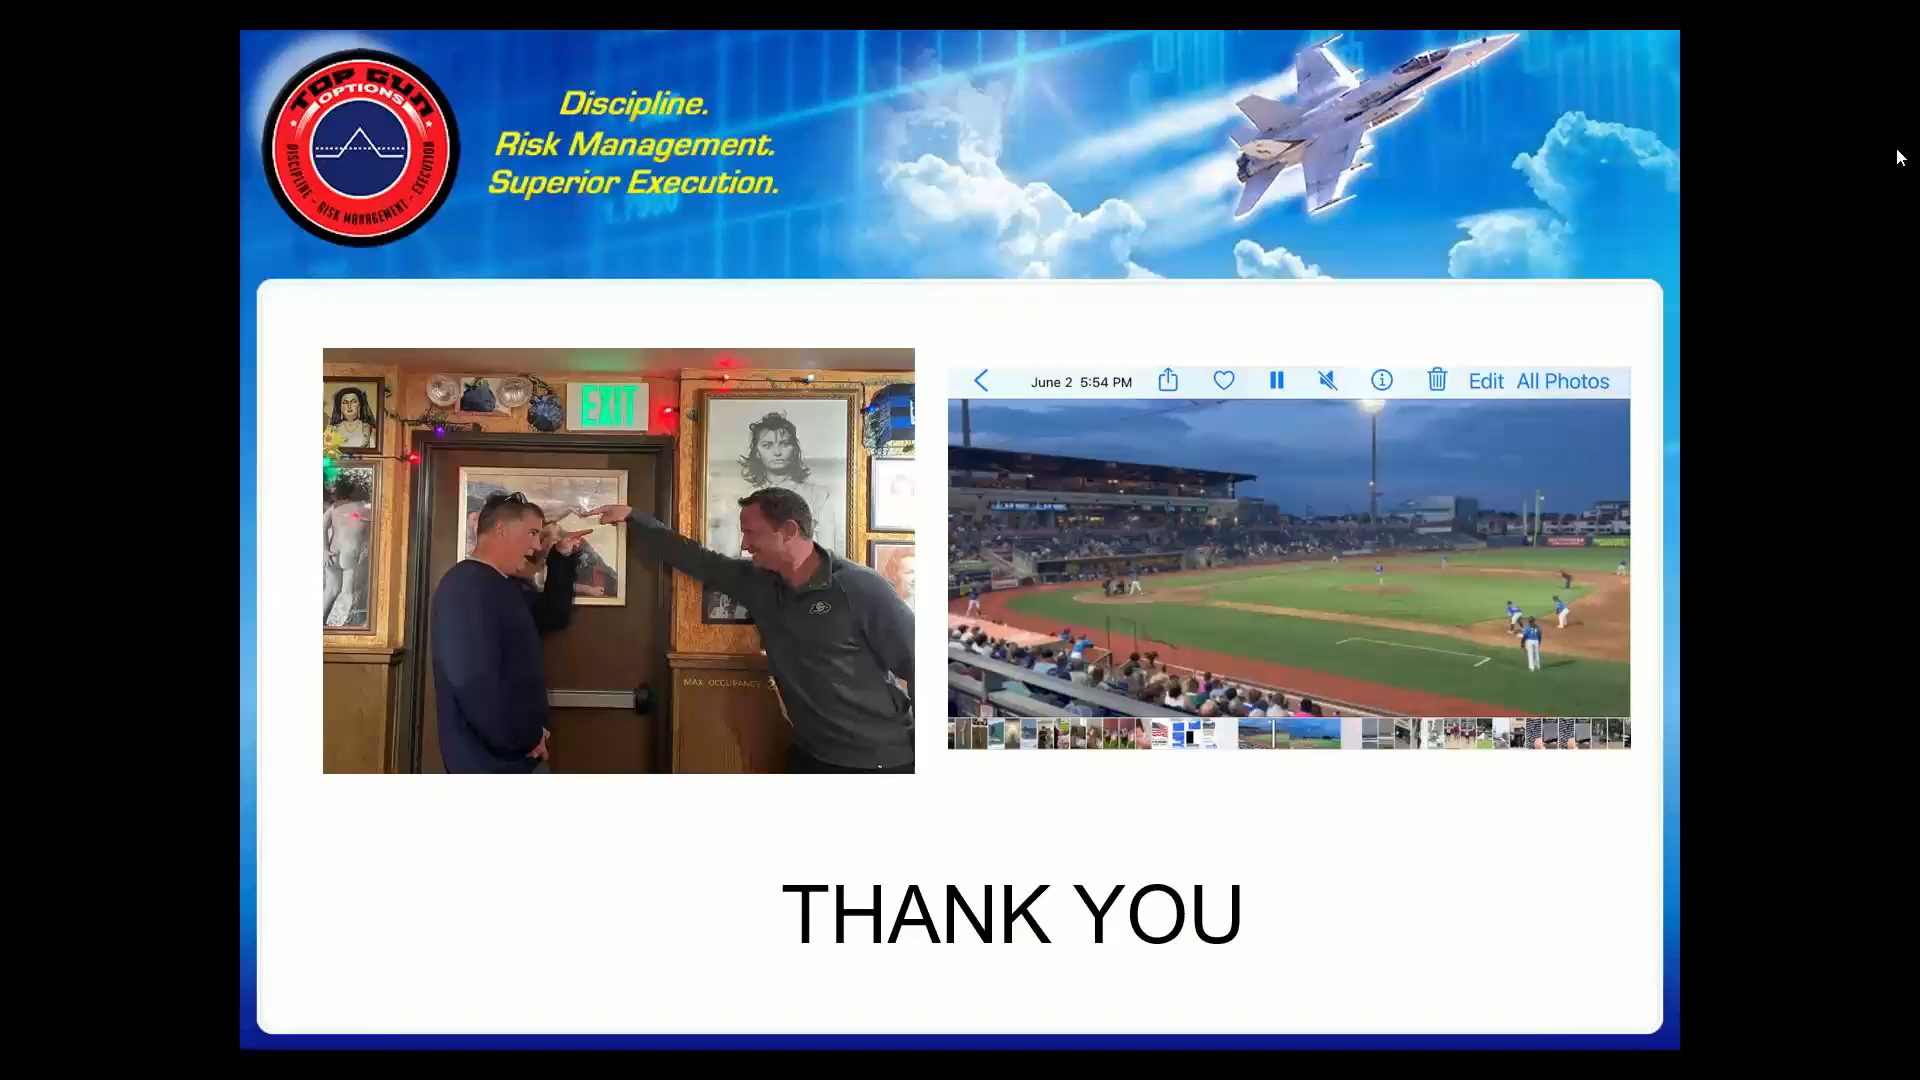 TOP GUN
OPTIONS
DISCIPLINE - RISK MANAGEMENT - EXECUTION
Discipline.
Risk Management.
Superior Execution.
EXIT
MAX OCCUPANCY
June 2 5:54 PM
Edit All Photos
THANK YOU